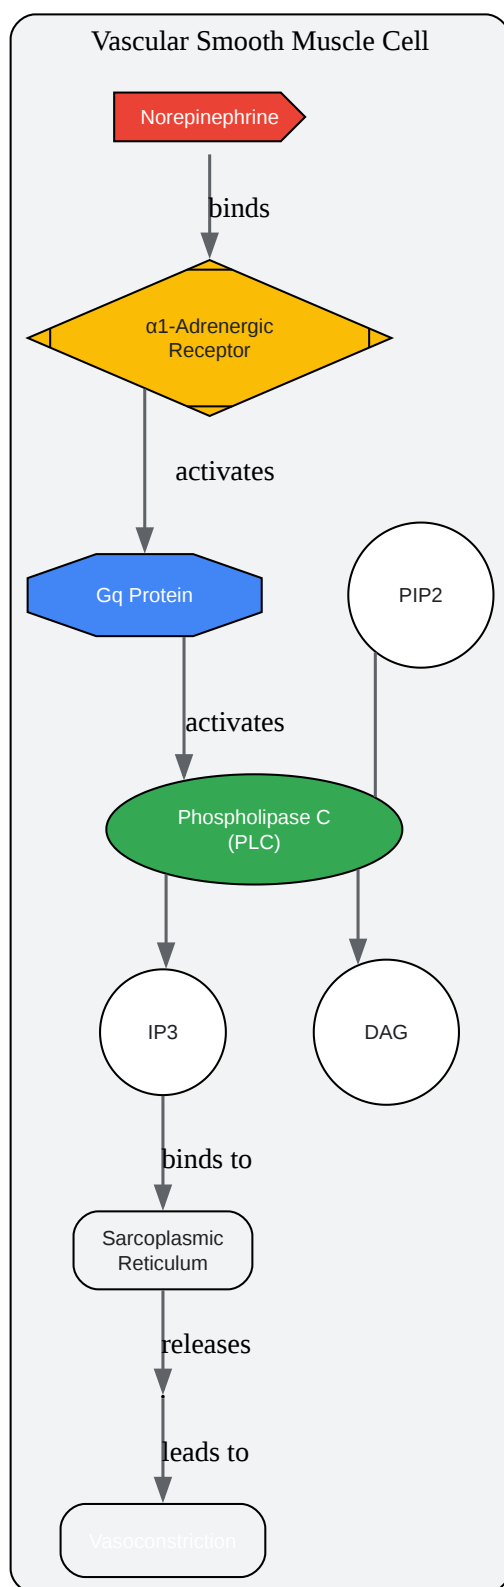 Vascular Smooth Muscle Cell
Norepinephrine
binds
α1-Adrenergic
Receptor
activates
Gq Protein
PIP2
activates
Phospholipase C
(PLC)
IP3
DAG
binds to
Sarcoplasmic
Reticulum
releases
leads to
Vasoconstriction